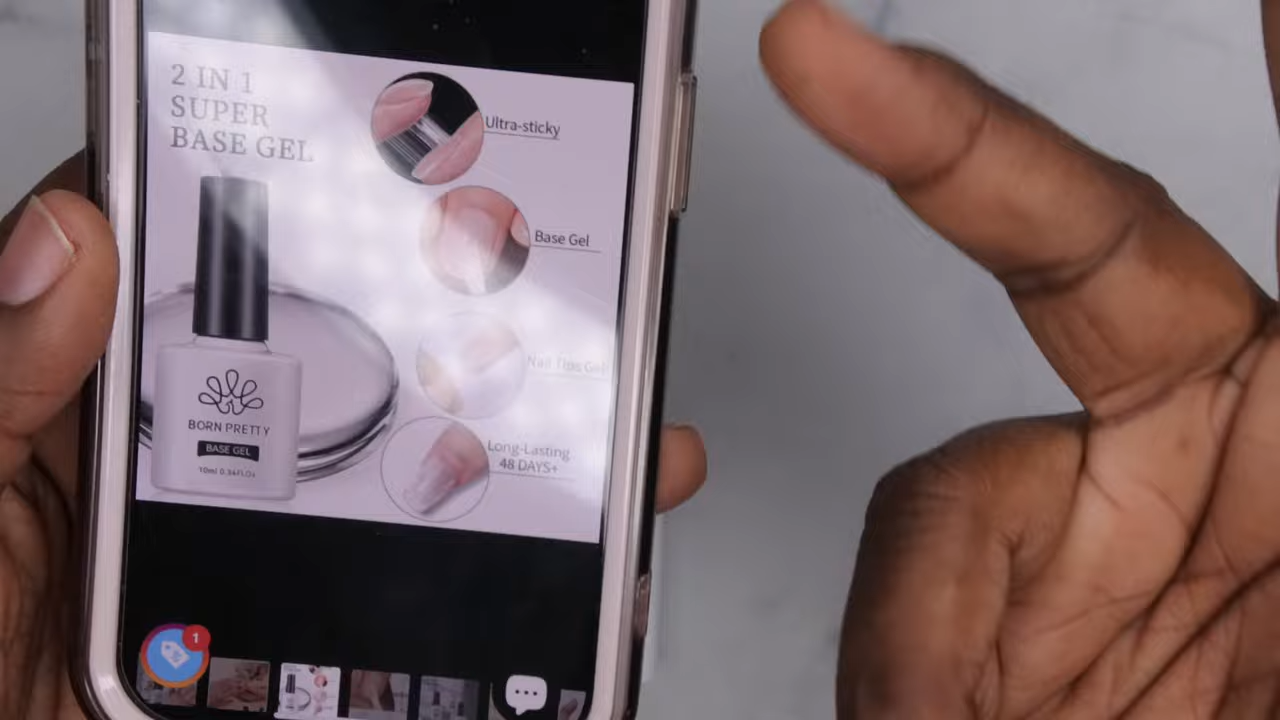 2 IN 1
SUPER
BASE GEL
Ultra-sticky
Base Gel
Nail Tips Gel
Long-Lasting
48 DAYS+
BORN PRETTY
BASE GEL
10ml 0.34FL.Oz
1